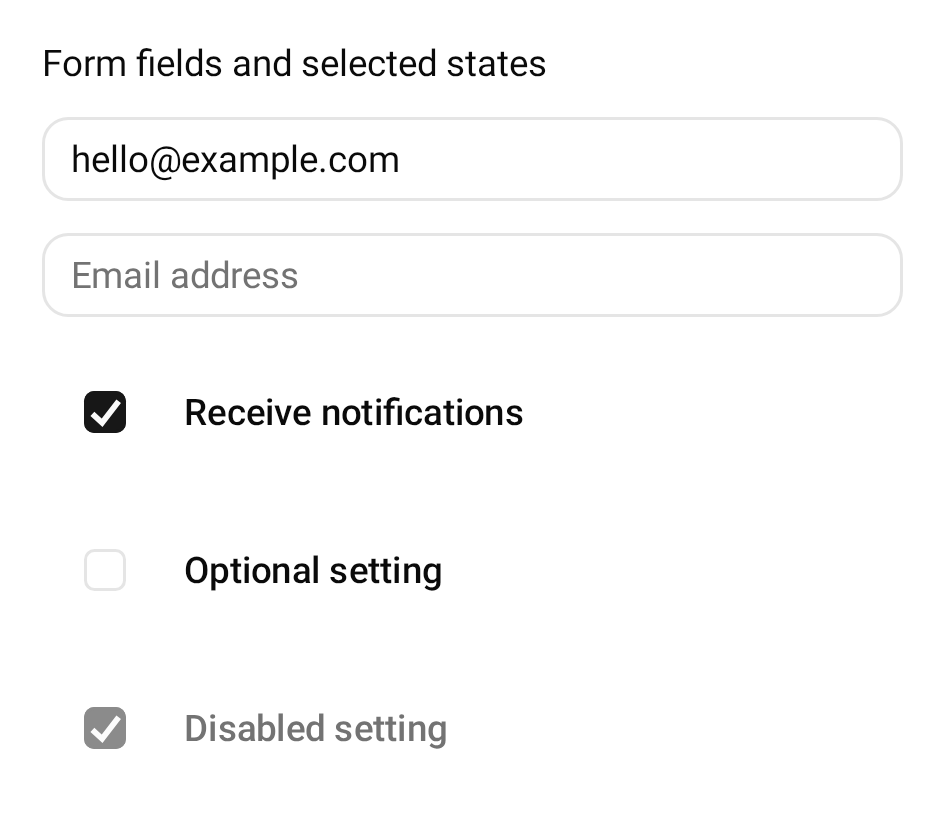 Form fields and selected states
hello@example.com
Email address
Receive notifications
Optional setting
Disabled setting